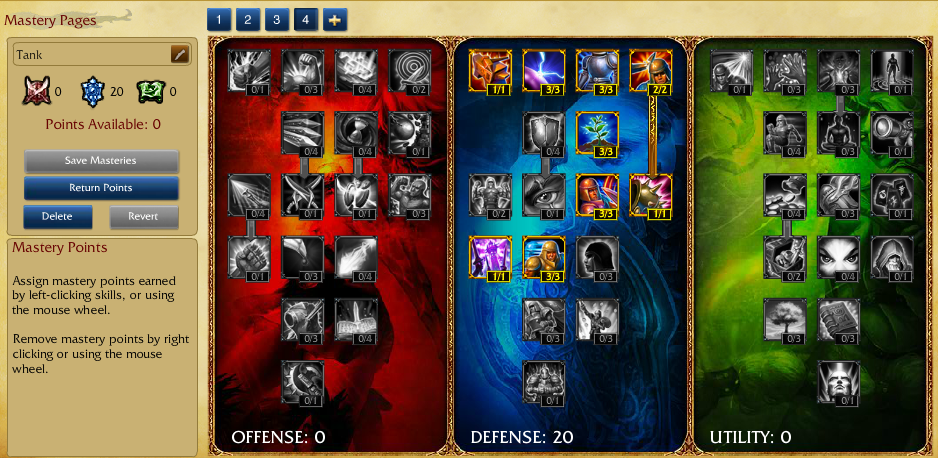 Mastery Pages
1 2 3 4
Tank
0 20 0
Points Available: 0
Save Masteries
Return Points
Delete Revert
Mastery Points
Assign mastery points earned
by left-clicking skills, or using
the mouse wheel.
Remove mastery points by right
clicking or using the mouse
wheel.
0/1 0/3 0/4 0/2
0/4 0/4 0/1
0/4 0/1 0/1 0/3
0/1 0/3 0/4
0/3 0/4
0/1
OFFENSE: 0
1/1 3/3 3/3 2/2
0/4 3/3
0/2 0/1 3/3 1/1
1/1 3/3 0/3
0/3 0/3
0/1
DEFENSE: 20
0/1 0/3 0/3 0/1
0/4 0/3 0/1
0/4 0/4 0/1
0/2 0/4 0/1
0/3 0/3
0/1
UTILITY: 0